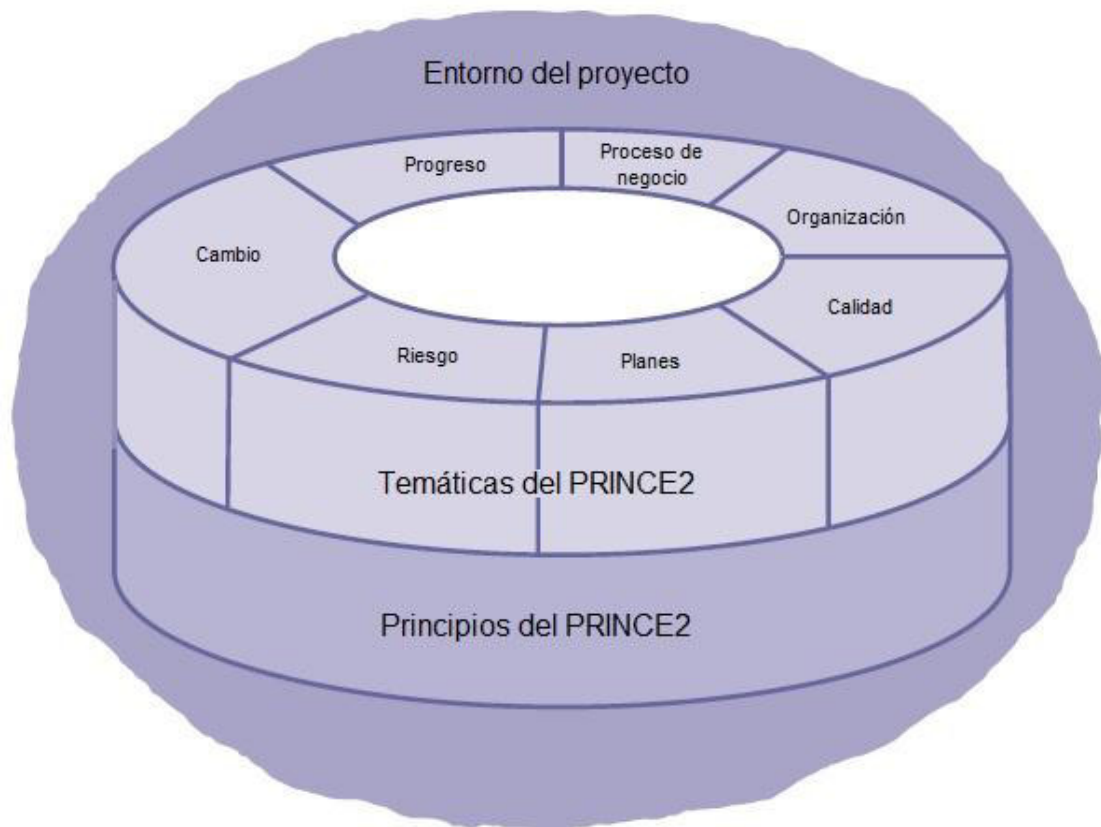 Entorno del proyecto
Progreso
Proceso de
negocio
Organización
Cambio
Calidad
Riesgo
Planes
Temáticas del PRINCE2
Principios del PRINCE2